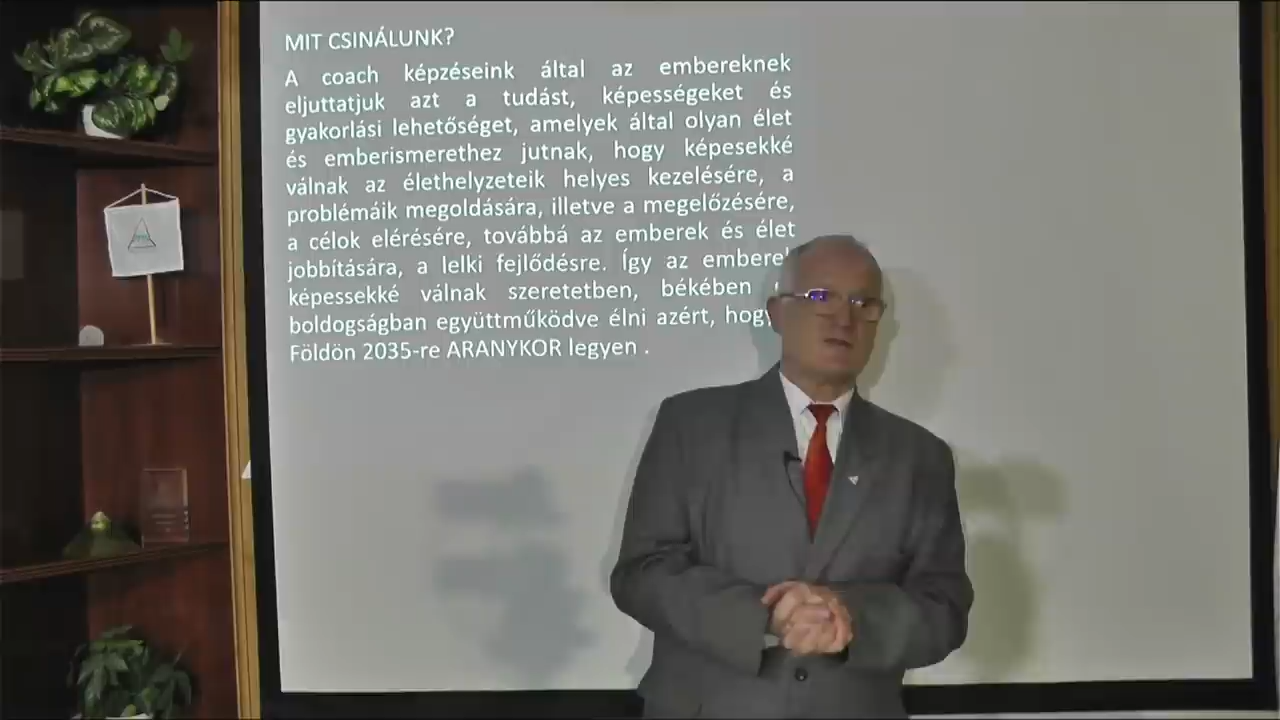 MIT CSINÁLUNK?
A coach képzéseink által az embereknek
eljuttatjuk azt a tudást, képességeket és
gyakorlási lehetőséget, amelyek által olyan élet
és emberismerethez jutnak, hogy képesekké
válnak az élethelyzeteik helyes kezelésére, a
problémáik megoldására, illetve a megelőzésére,
a célok elérésére, továbbá az emberek és élet
jobbítására, a lelki fejlődésre. Így az
képessekké válnak szeretetben, békében
boldogságban együttműködve élni azért, hogy
Földön 2035-re ARANYKOR legyen .